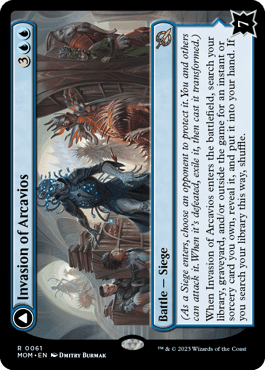 Invasion of Arcavios
3
Battle — Siege
(As a Siege enters, choose an opponent to protect it. You and others
can attack it. When it's defeated, exile it, then cast it transformed.)
When Invasion of Arcavios enters the battlefield, search your
library, graveyard, and/or outside the game for an instant or
sorcery card you own, reveal it, and put it into your hand. If
you search your library this way, shuffle.
7
R 0061
MOM • EN DMITRY BURMAK
™ & © 2023 Wizards of the Coast